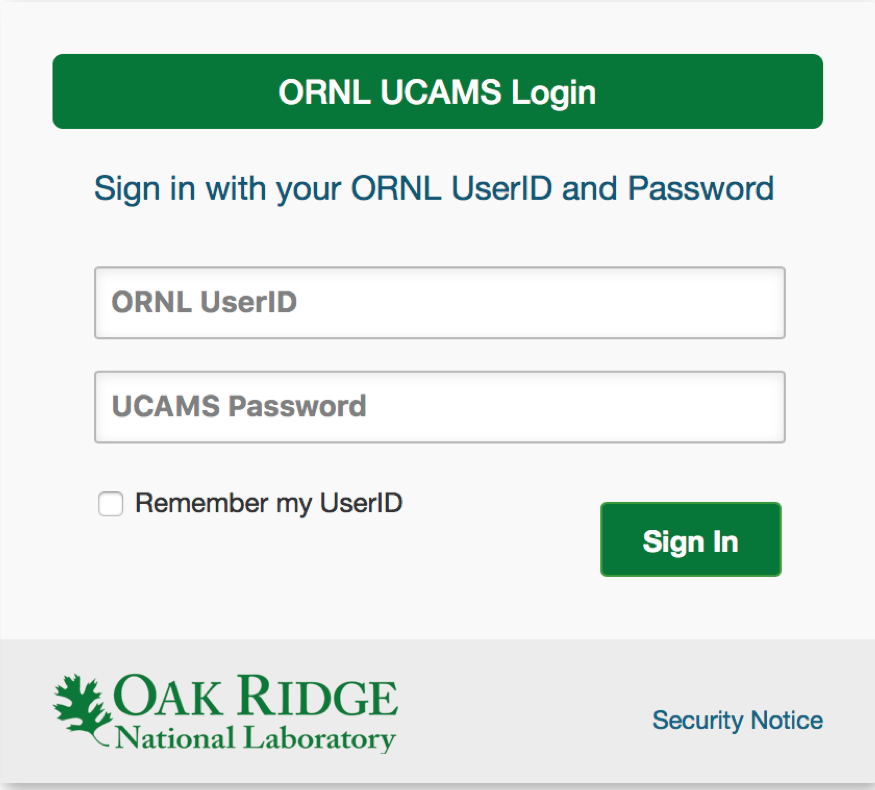 ORNL UCAMS Login
Sign in with your ORNL UserID and Password
ORNL UserID
UCAMS Password
Remember my UserID
Sign In
OAK RIDGE
National Laboratory
Security Notice